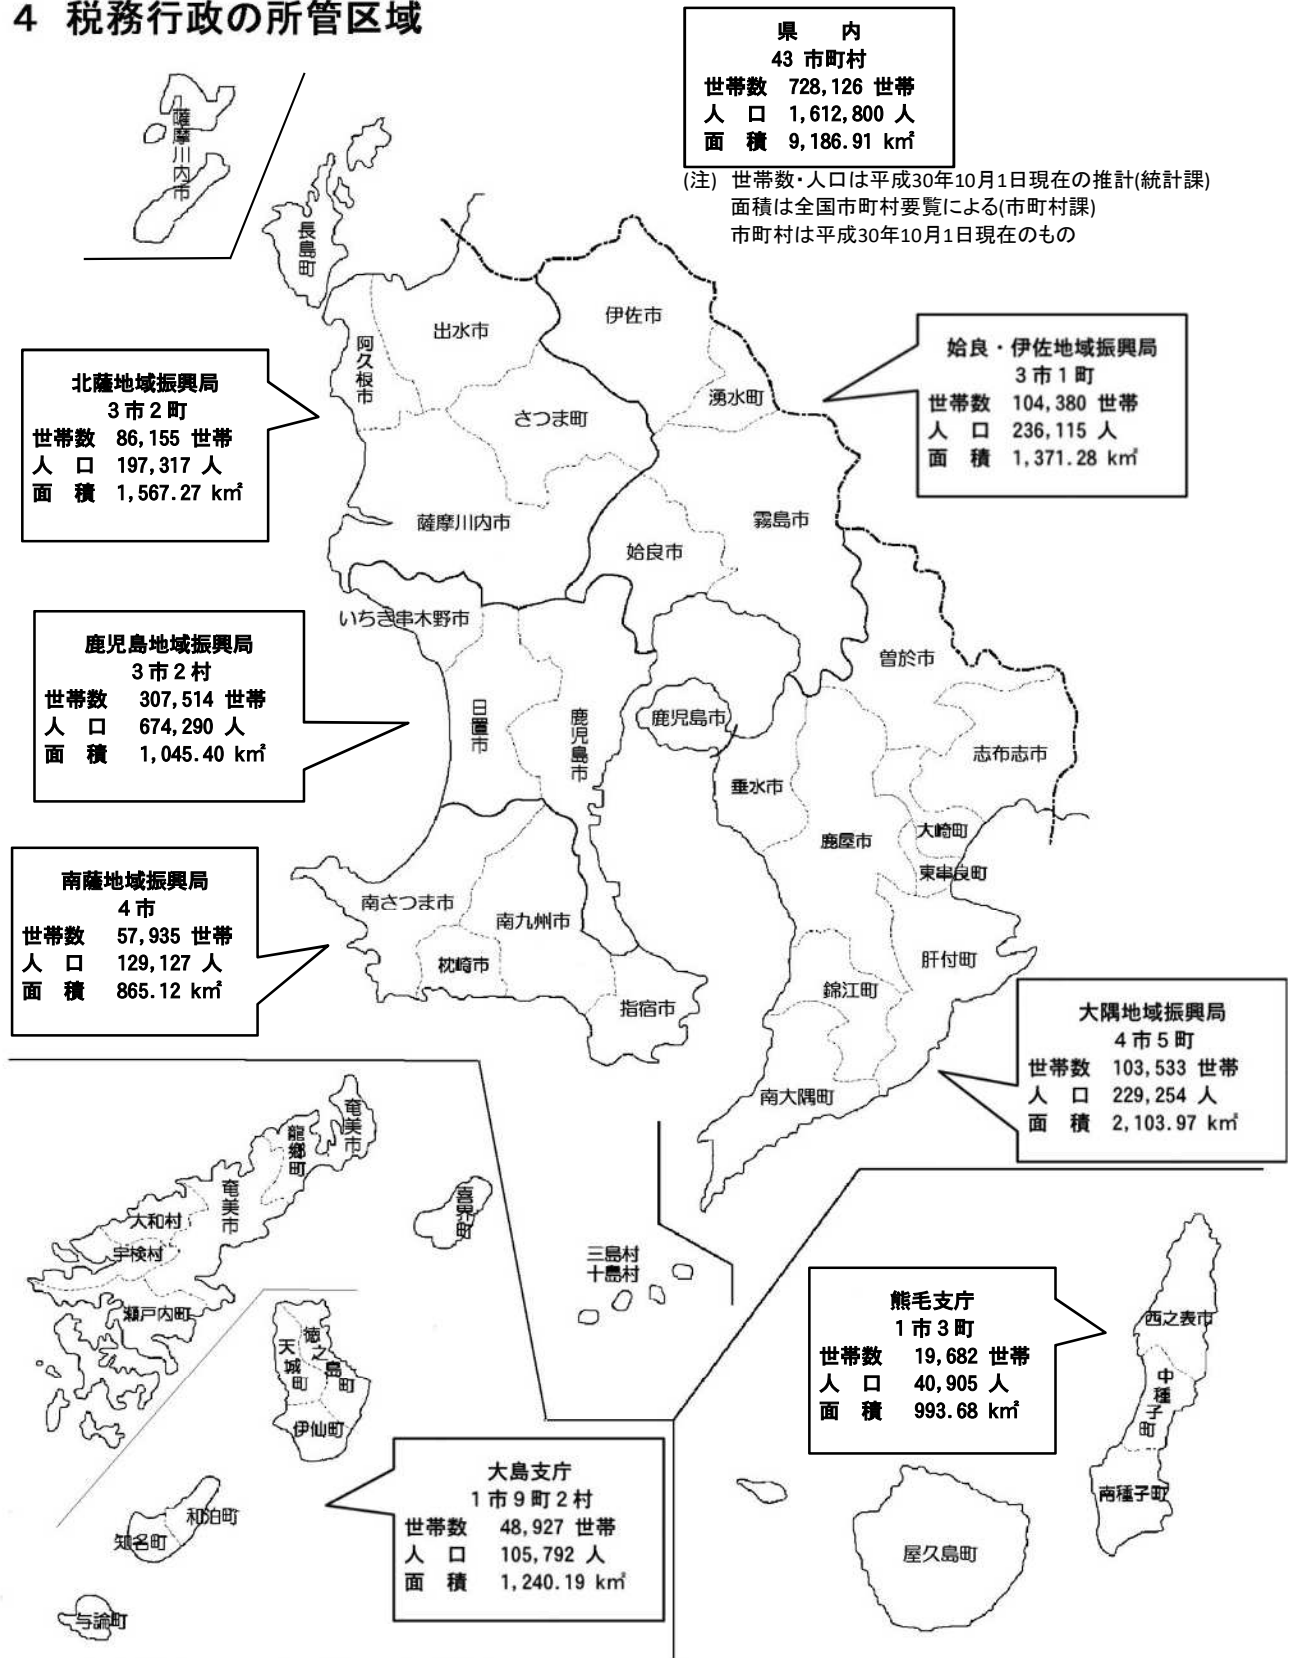 4 税務行政の所管区域
県 内
43 市町村
世帯数 728,126 世帯
人 口 1,612,800 人
面 積 9,186.91 km²
(注) 世帯数・人口は平成30年10月1日現在の推計(統計課)
面積は全国市町村要覧による(市町村課)
市町村は平成30年10月1日現在のもの
薩摩川内市
長島町
出水市
阿久根市
伊佐市
湧水町
さつま町
薩摩川内市
霧島市
姶良市
北薩地域振興局
3市2町
世帯数 86,155 世帯
人 口 197,317 人
面 積 1,567.27 km²
姶良・伊佐地域振興局
3市1町
世帯数 104,380 世帯
人 口 236,115 人
面 積 1,371.28 km²
いちき串木野市
日置市
鹿児島市
鹿児島市
曽於市
志布志市
垂水市
鹿屋市
大崎町
東串良町
鹿児島地域振興局
3市2村
世帯数 307,514 世帯
人 口 674,290 人
面 積 1,045.40 km²
南薩地域振興局
4市
世帯数 57,935 世帯
人 口 129,127 人
面 積 865.12 km²
南さつま市
南九州市
枕崎市
指宿市
肝付町
錦江町
南大隅町
大隅地域振興局
4市5町
世帯数 103,533 世帯
人 口 229,254 人
面 積 2,103.97 km²
奄美市
龍郷町
奄美市
大和村
宇検村
瀬戸内町
喜界町
三島村
十島村
徳之島町
天城町
伊仙町
和泊町
知名町
与論町
大島支庁
1市9町2村
世帯数 48,927 世帯
人 口 105,792 人
面 積 1,240.19 km²
熊毛支庁
1市3町
世帯数 19,682 世帯
人 口 40,905 人
面 積 993.68 km²
西之表市
中種子町
南種子町
屋久島町